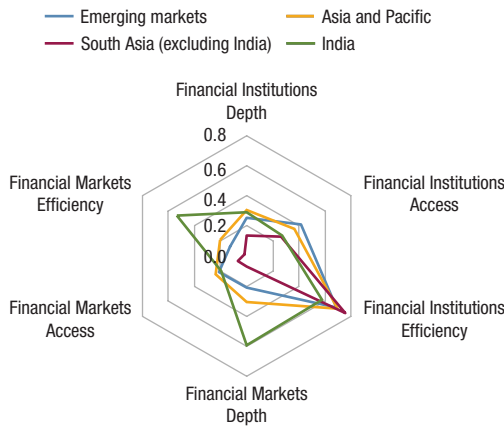 Emerging markets
Asia and Pacific
South Asia (excluding India)
India
Financial Institutions
Depth
0.8
0.6
0.4
0.2
0.0
Financial Institutions
Access
Financial Institutions
Efficiency
Financial Markets
Depth
Financial Markets
Access
Financial Markets
Efficiency